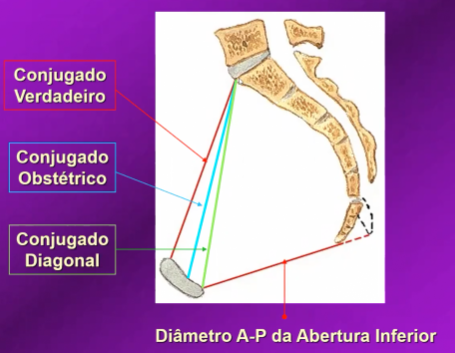 Conjugado
Verdadeiro
Conjugado
Obstétrico
Conjugado
Diagonal
Diâmetro A-P da Abertura Inferior